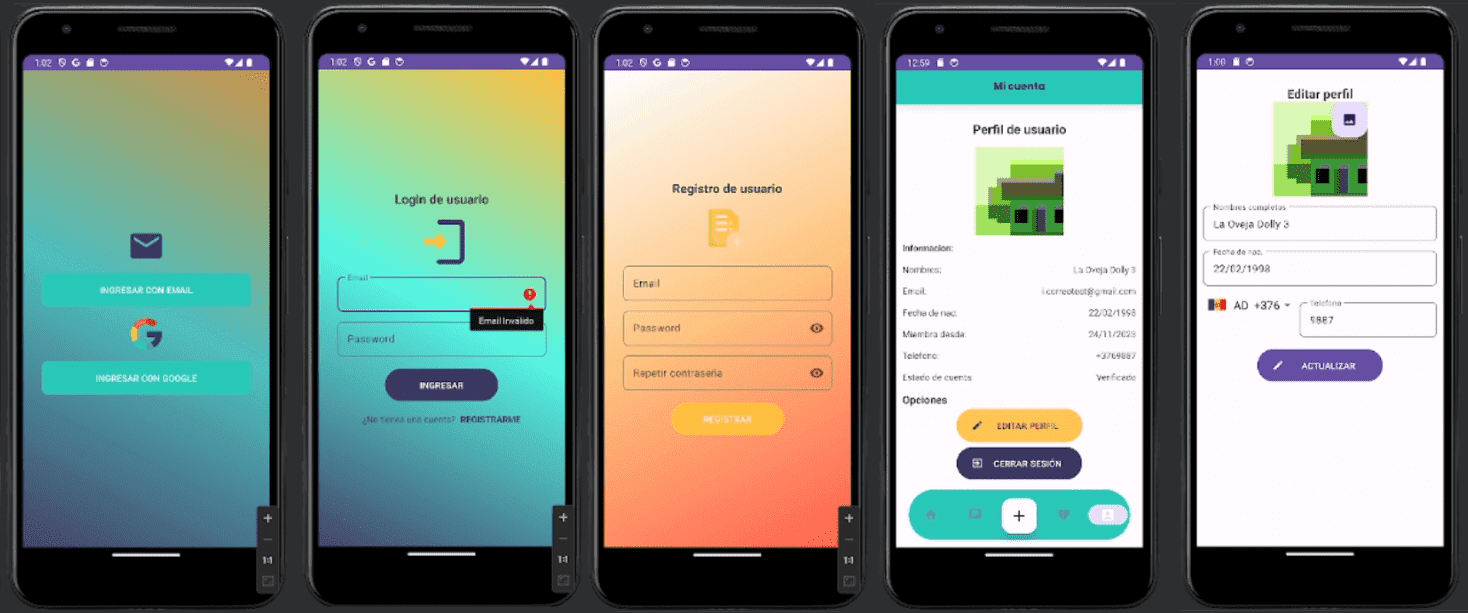 1:02
INGRESAR CON EMAIL
INGRESAR CON GOOGLE
1:1
1:02
Login de usuario
Email
Email Invalido
Password
INGRESAR
¿No tienes una cuenta? REGISTRARME
1:1
1:02
Registro de usuario
Email
Password
Repetir contraseña
REGISTRAR
1:1
12:59
Mi cuenta
Perfil de usuario
Informacion:
Nombres: La Oveja Dolly 3
Email: i.correotest@gmail.com
Fecha de nac: 22/02/1998
Miembro desde: 24/11/2023
Telefono: +3769887
Estado de cuenta: Verificado
Opciones
EDITAR PERFIL
CERRAR SESIÓN
1:00
Editar perfil
Nombres completos
La Oveja Dolly 3
Fecha de nac.
22/02/1998
AD +376
Telefono
9887
ACTUALIZAR